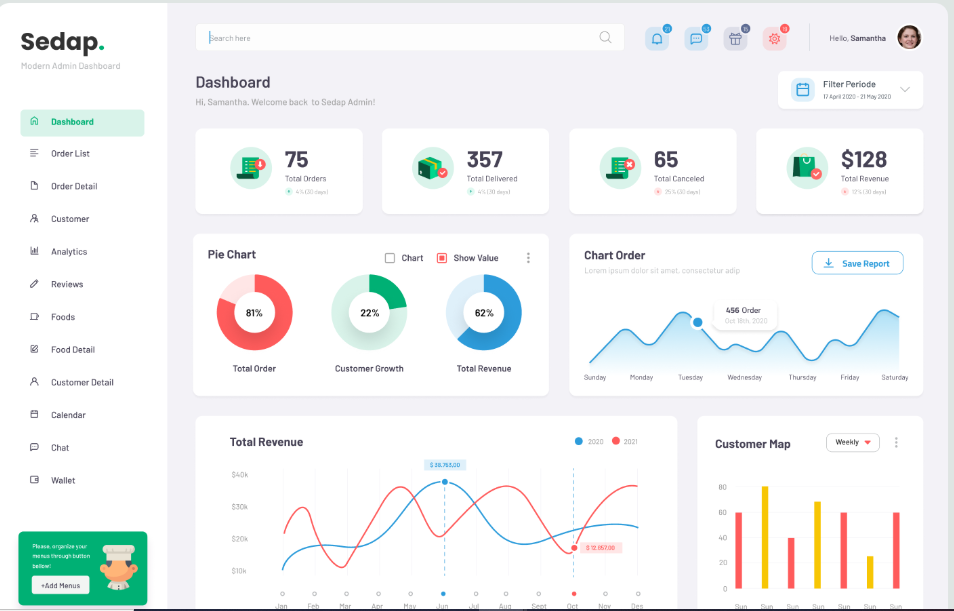 Sedap.
Modern Admin Dashboard
Dashboard
Order List
Order Detail
Customer
Analytics
Reviews
Foods
Food Detail
Customer Detail
Calendar
Chat
Wallet
Please, organize your
menus through button
bellow!
+Add Menus
Search here
Hello, Samantha
Dashboard
Hi, Samantha. Welcome back to Sedap Admin!
Filter Periode
17 April 2020 - 21 May 2020
75
Total Orders
4% (30 days)
357
Total Delivered
4% (30 days)
65
Total Canceled
25% (30 days)
$128
Total Revenue
12% (30 days)
Pie Chart
Chart
Show Value
81%
22%
62%
Total Order
Customer Growth
Total Revenue
Chart Order
Lorem ipsum dolor sit amet, consectetur adip
Save Report
456 Order
Oct 18th, 2020
Sunday Monday Tuesday Wednesday Thursday Friday Saturday
Total Revenue
2020 2021
$ 38.753,00
$40k
$30k
$20k
$10k
$ 12.657,00
Jan Feb Mar Apr May Jun Jul Aug Sept Oct Nov Des
Customer Map
Weekly
80
60
40
20
0
Sun Sun Sun Sun Sun Sun Sun